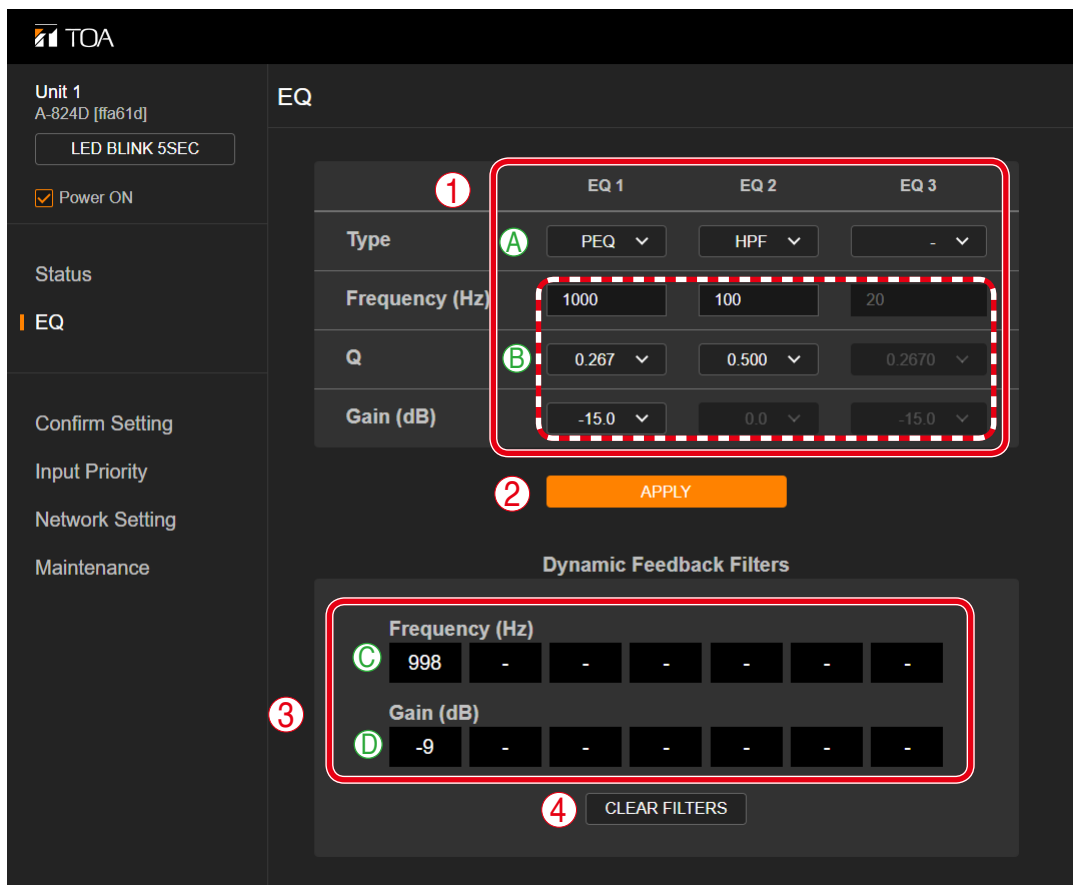 TOA
Unit 1
A-824D [ffa61d]
LED BLINK 5SEC
Power ON
Status
EQ
Confirm Setting
Input Priority
Network Setting
Maintenance
EQ
1
EQ 1 EQ 2 EQ 3
Type A PEQ HPF -
Frequency (Hz) 1000 100 20
Q B 0.267 0.500 0.2670
Gain (dB) -15.0 0.0 -15.0
2 APPLY
Dynamic Feedback Filters
3
Frequency (Hz)
C 998 - - - - - -
Gain (dB)
D -9 - - - - - -
4 CLEAR FILTERS